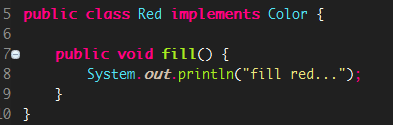 5 public class Red implements Color {
6
7 public void fill() {
8 System.out.println("fill red...");
9 }
10 }